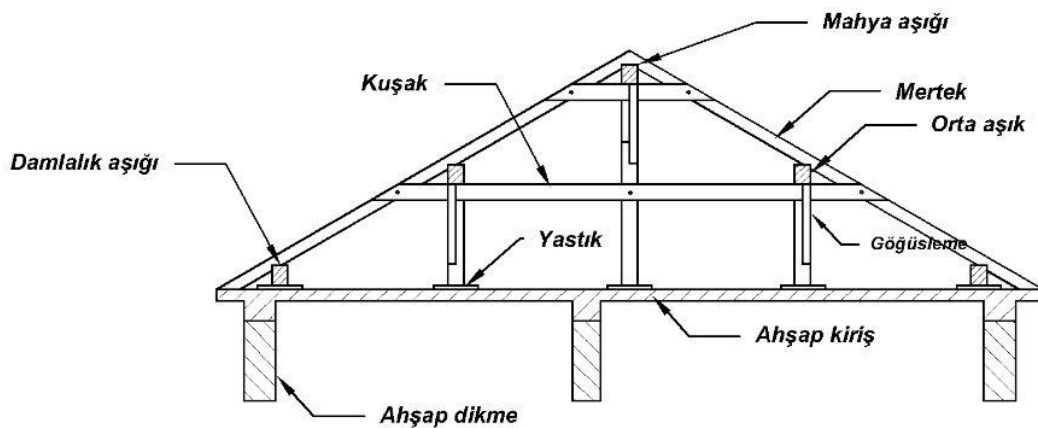 Mahya aşığı
Kuşak
Mertek
Orta aşık
Damlalık aşığı
Yastık
Göğüsleme
Ahşap kiriş
Ahşap dikme